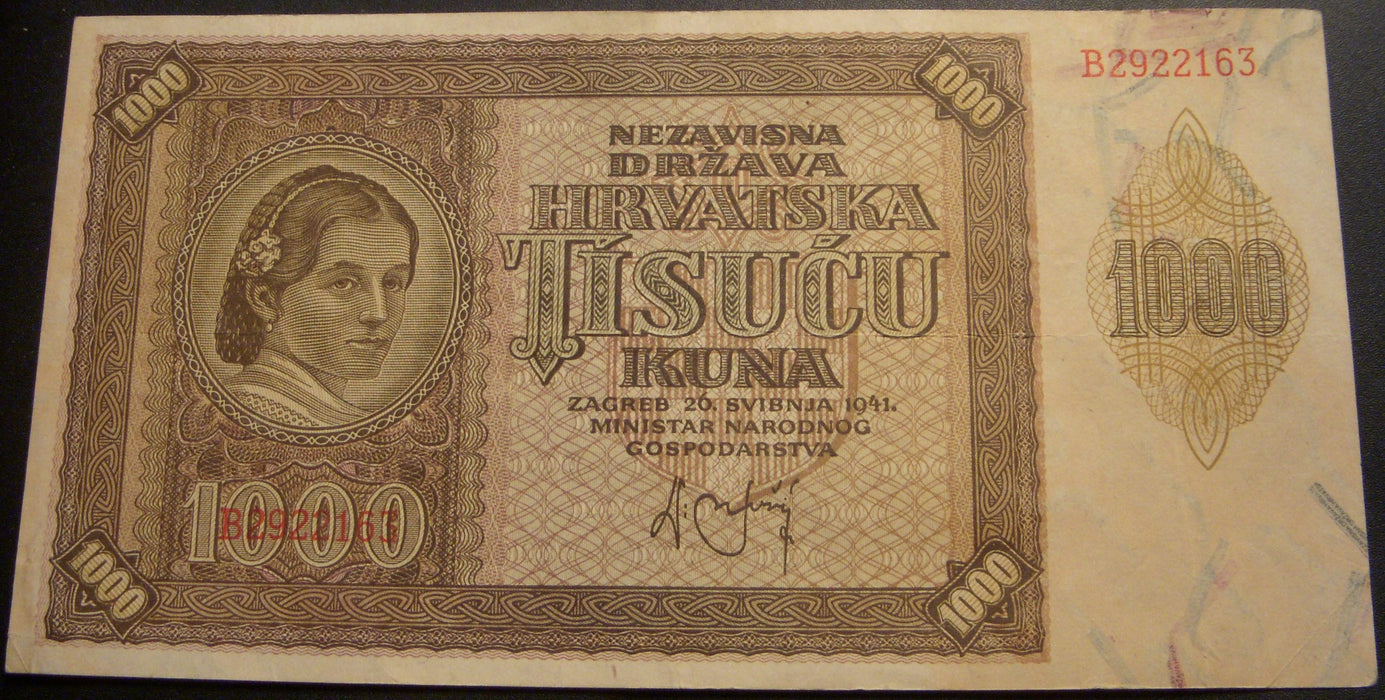 1000
1000
B2922163
NEZAVISNA
DRŽAVA
HRVATSKA
TISUĆU
KUNA
ZAGREB 26. SVIBNJA 1941.
MINISTAR NARODNOG
GOSPODARSTVA
1000
1000
B2922163
1000
1000